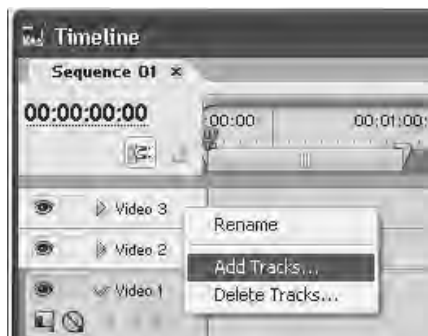 Timeline
Sequence 01 ×
00:00:00:00
:00:00
00:01:00:
Video 3
Video 2
Video 1
Rename
Add Tracks...
Delete Tracks...